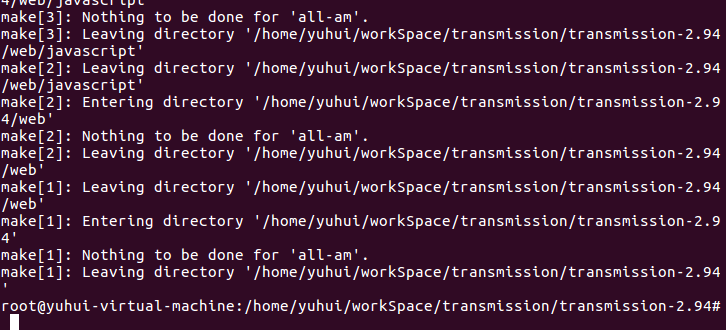 4/web/javascript'
make[3]: Nothing to be done for 'all-am'.
make[3]: Leaving directory '/home/yuhui/workSpace/transmission/transmission-2.94
/web/javascript'
make[2]: Leaving directory '/home/yuhui/workSpace/transmission/transmission-2.94
/web/javascript'
make[2]: Entering directory '/home/yuhui/workSpace/transmission/transmission-2.9
4/web'
make[2]: Nothing to be done for 'all-am'.
make[2]: Leaving directory '/home/yuhui/workSpace/transmission/transmission-2.94
/web'
make[1]: Leaving directory '/home/yuhui/workSpace/transmission/transmission-2.94
/web'
make[1]: Entering directory '/home/yuhui/workSpace/transmission/transmission-2.9
4'
make[1]: Nothing to be done for 'all-am'.
make[1]: Leaving directory '/home/yuhui/workSpace/transmission/transmission-2.94
'
root@yuhui-virtual-machine:/home/yuhui/workSpace/transmission/transmission-2.94#